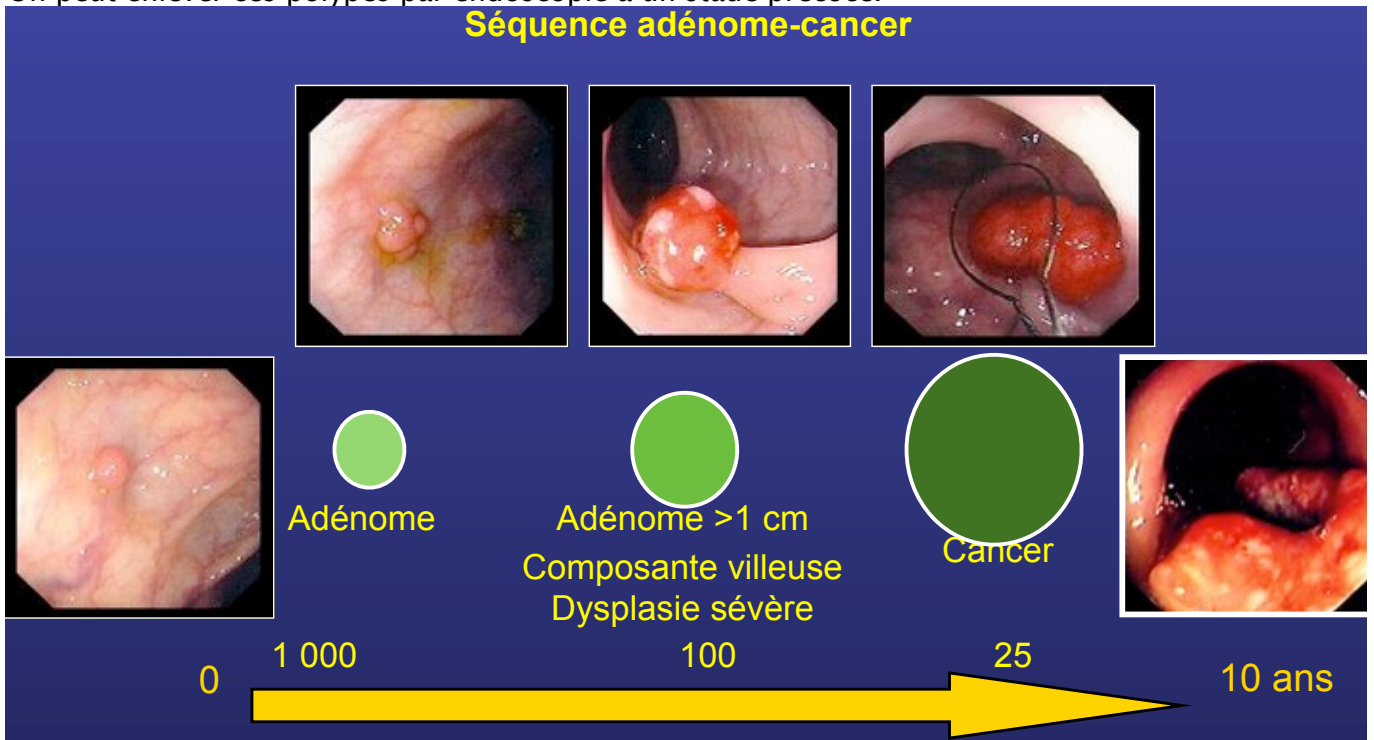 Séquence adénome-cancer
Adénome
Adénome >1 cm
Composante villeuse
Dysplasie sévère
Cancer
0
1 000
100
25
10 ans